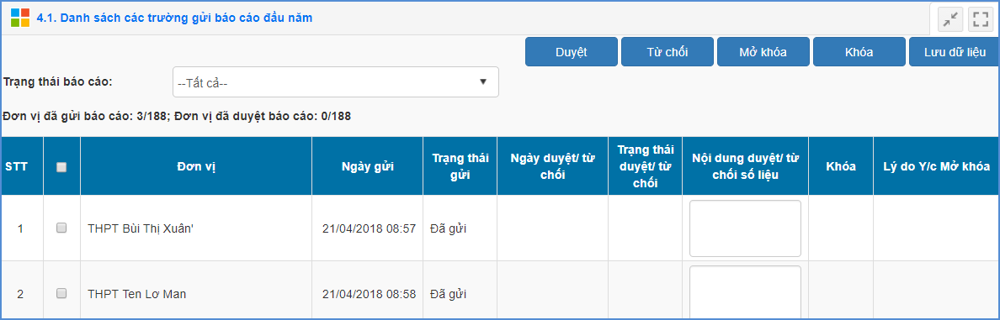 4.1. Danh sách các trường gửi báo cáo đầu năm
Duyệt Từ chối Mở khóa Khóa Lưu dữ liệu
Trạng thái báo cáo: --Tất cả--
Đơn vị đã gửi báo cáo: 3/188; Đơn vị đã duyệt báo cáo: 0/188
STT Đơn vị Ngày gửi Trạng thái gửi Ngày duyệt/ từ chối Trạng thái duyệt/ từ chối Nội dung duyệt/ từ chối số liệu Khóa Lý do Y/c Mở khóa
1 THPT Bùi Thị Xuân' 21/04/2018 08:57 Đã gửi
2 THPT Ten Lơ Man 21/04/2018 08:58 Đã gửi